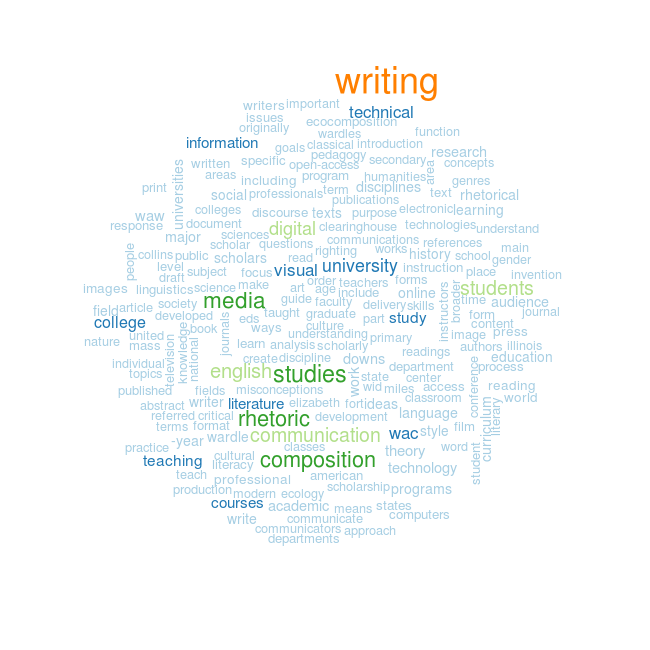 writing
writers important
technical
issues
ecocomposition
originally
wardles
function
information
goals classical introduction
pedagogy
research
written specific open-access secondary
concepts
areas
program humanities
area
including
genres
print
universities
social professionals term disciplines
text rhetorical
publications
colleges
electronic learning
waw
discourse texts purpose
response
document
digital clearinghouse technologies understand
major
sciences
communications
scholar questions
references
main
people
collins public
scholars read righting works history school gender
level
focus visual university instruction place invention
draft subject
order teachers forms
images linguistics science make art age include online students
society media guide faculty
instructors
broader
time audience
field article
taught graduate delivery skills
form journal
college developed eds
culture part study
content
united book ways
understanding
image press
nature mass
journals
learn analysis scholarly primary
authors illinois
television
knowledge
national
readings
topics
create discipline downs
education
individual
english studies
work
state department process
center
conference
published fields misconceptions
wid miles access reading
abstract writer literature elizabeth fort ideas classroom
world
referred critical rhetoric development language
curriculum
literary
terms format
communication wac style film
-year wardle
practice
classes
theory
word
teaching cultural
literacy composition technology
student
teach professional american
production modern ecology scholarship programs
courses academic means states
write communicate computers
communicators approach
departments